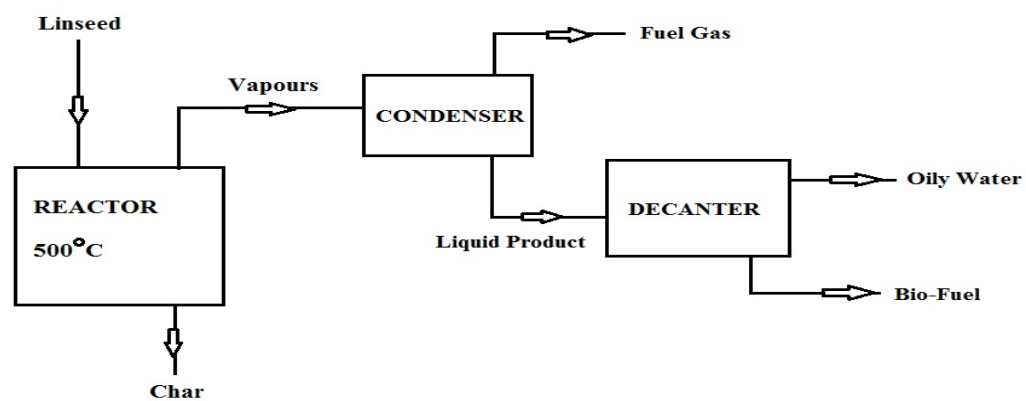 Linseed
Fuel Gas
Vapours
CONDENSER
Oily Water
REACTOR
DECANTER
500°C
Liquid Product
Bio-Fuel
Char